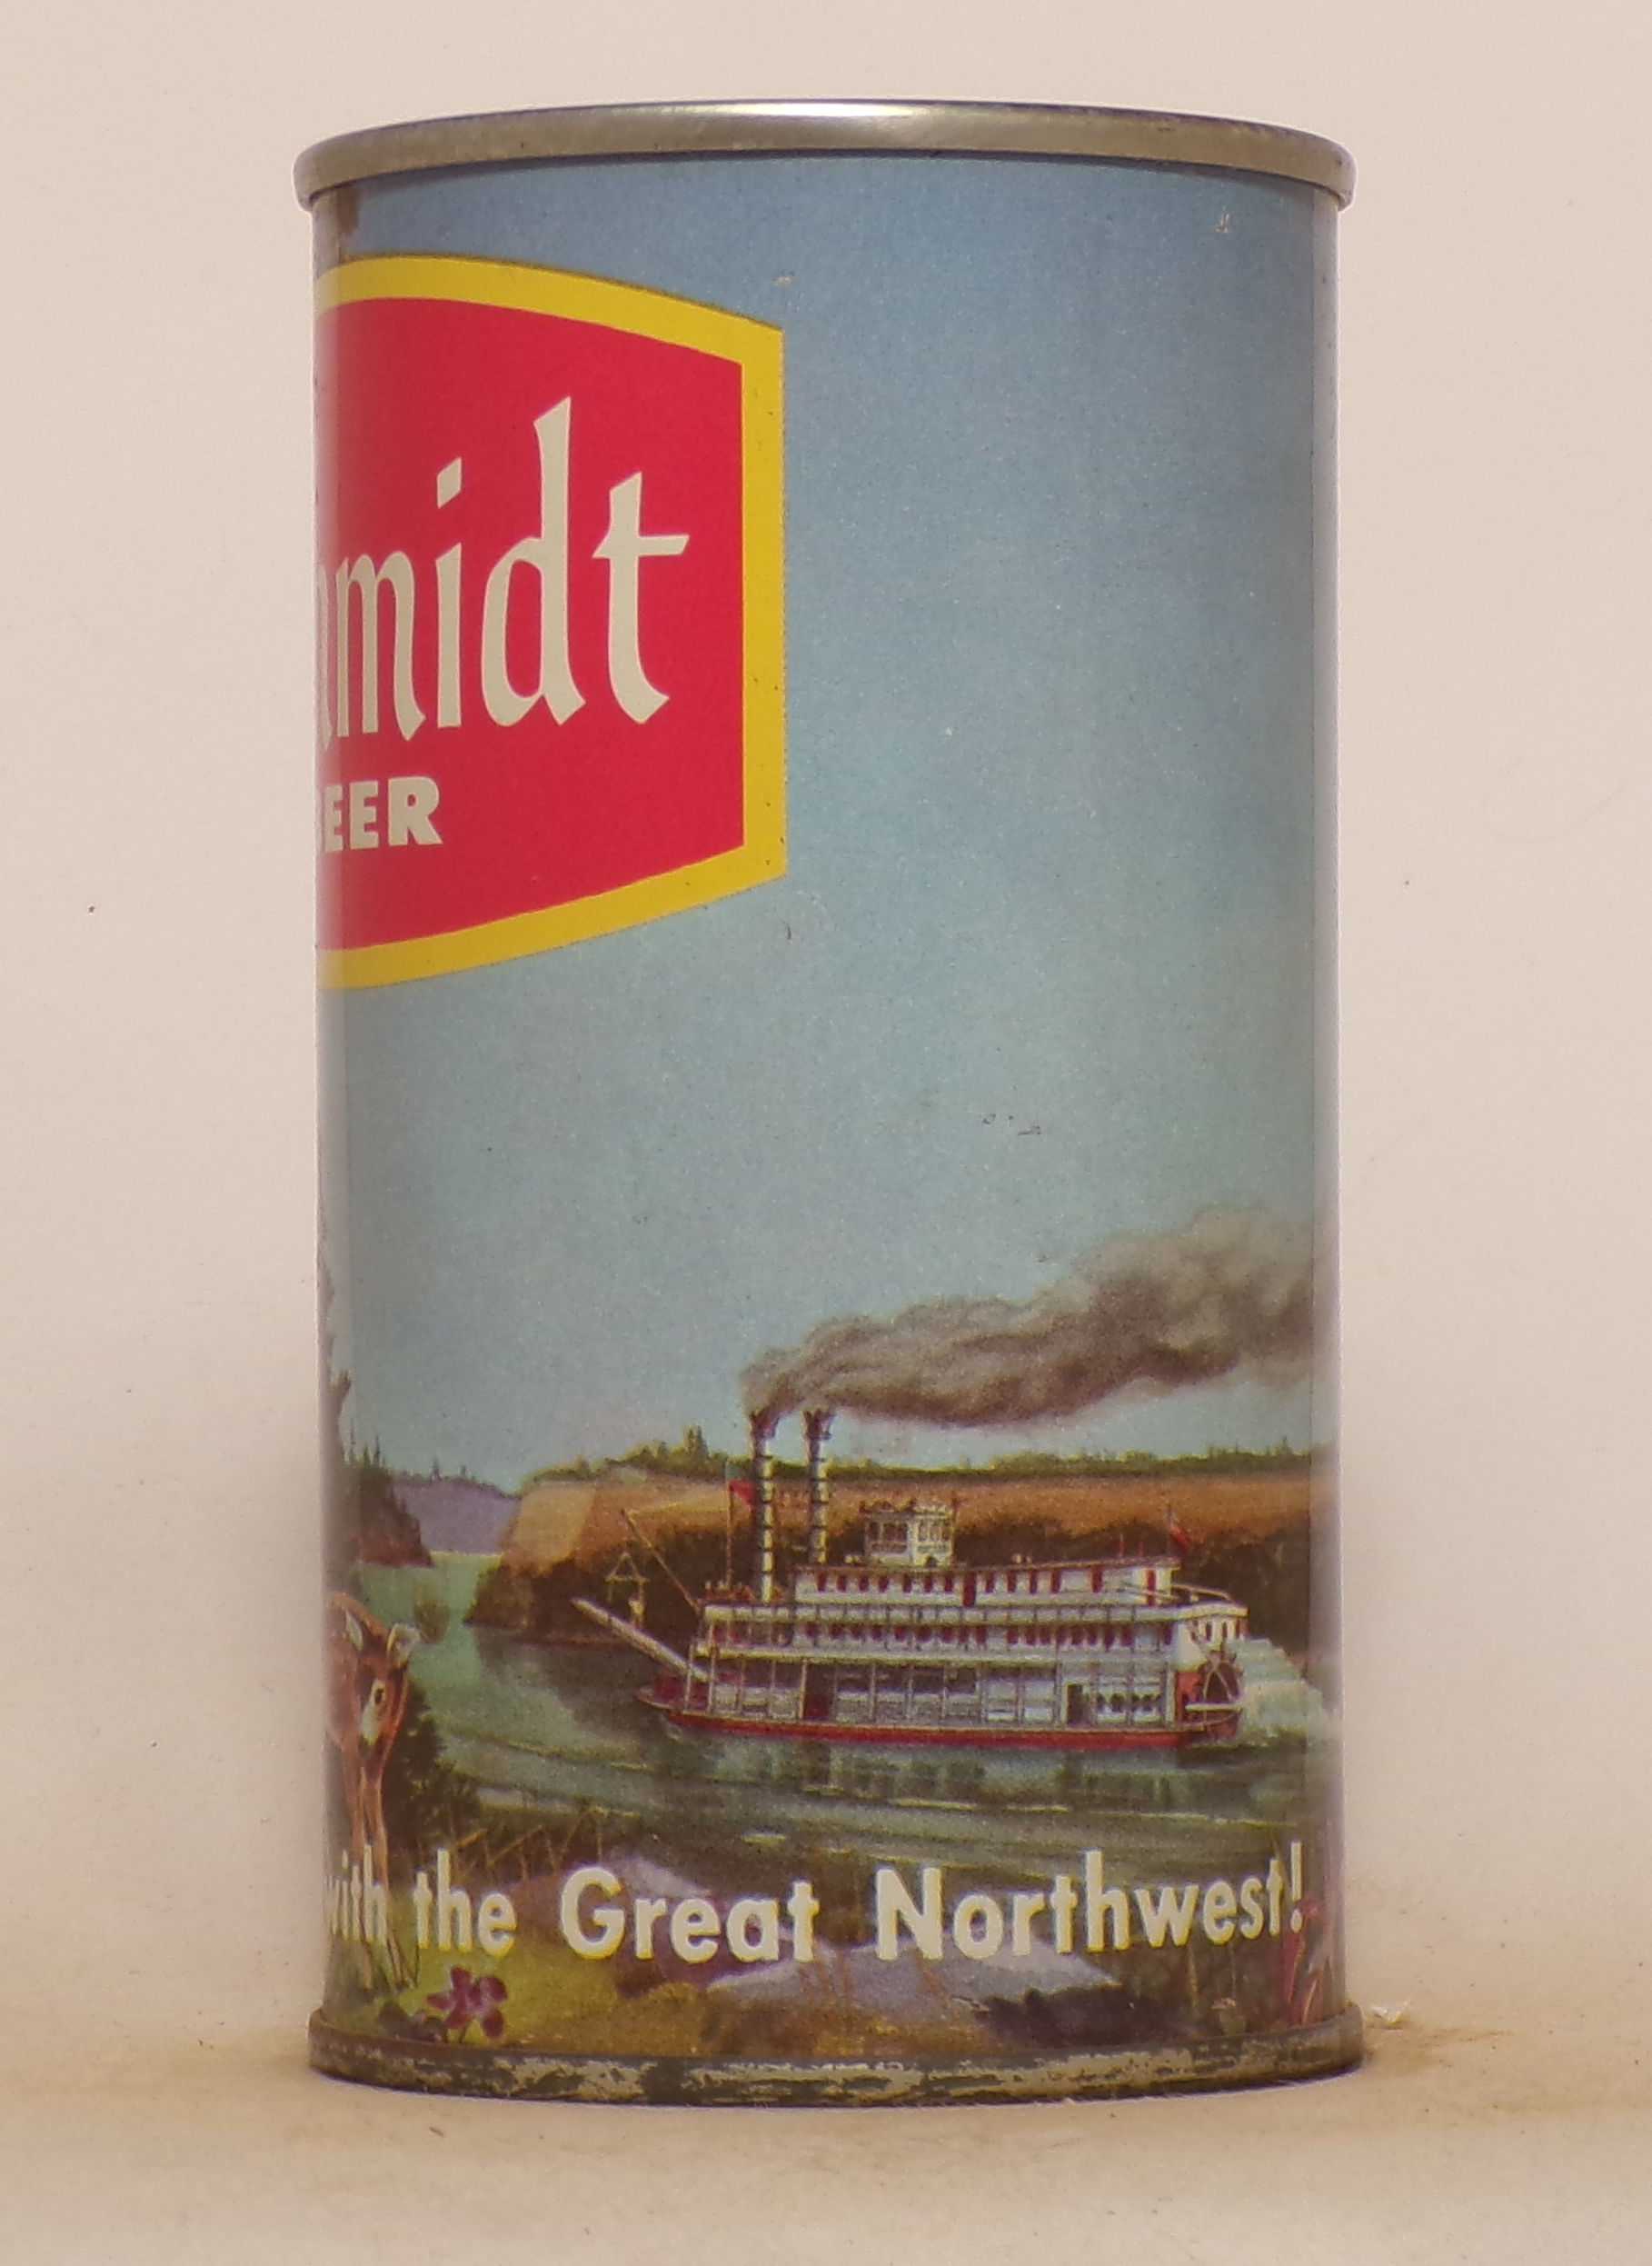 hmidt
BEER
with the Great Northwest!